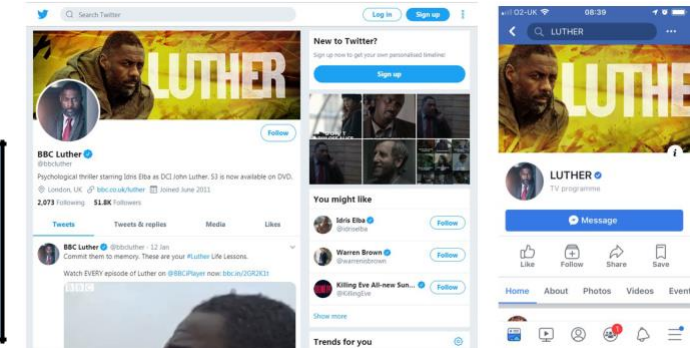 Search Twitter
Log in
Sign up
LUTHER
New to Twitter?
Sign up now to get your own personalised timeline!
Sign up
Follow
BBC Luther
@bbcluther
Psychological thriller starring Idris Elba as DCI John Luther. S3 is now available on DVD.
London, UK bbc.co.uk/luther Joined June 2011
2,073 Following 51.8K Followers
Tweets Tweets & replies Media Likes
BBC Luther @bbcluther · 12 Jan
Commit them to memory. These are your #Luther Life Lessons.
Watch EVERY episode of Luther on @BBCiPlayer now: bbc.in/2GR2K1t
BBC
You might like
Idris Elba
@idriselba
Follow
Warren Brown
@warrenisbrown
Follow
Killing Eve All-new Sun...
@KillingEve
Follow
Show more
Trends for you
O2-UK 08:39
LUTHER
LUTHE
LUTHER
TV programme
Message
Like Follow Share Save
Home About Photos Videos Event